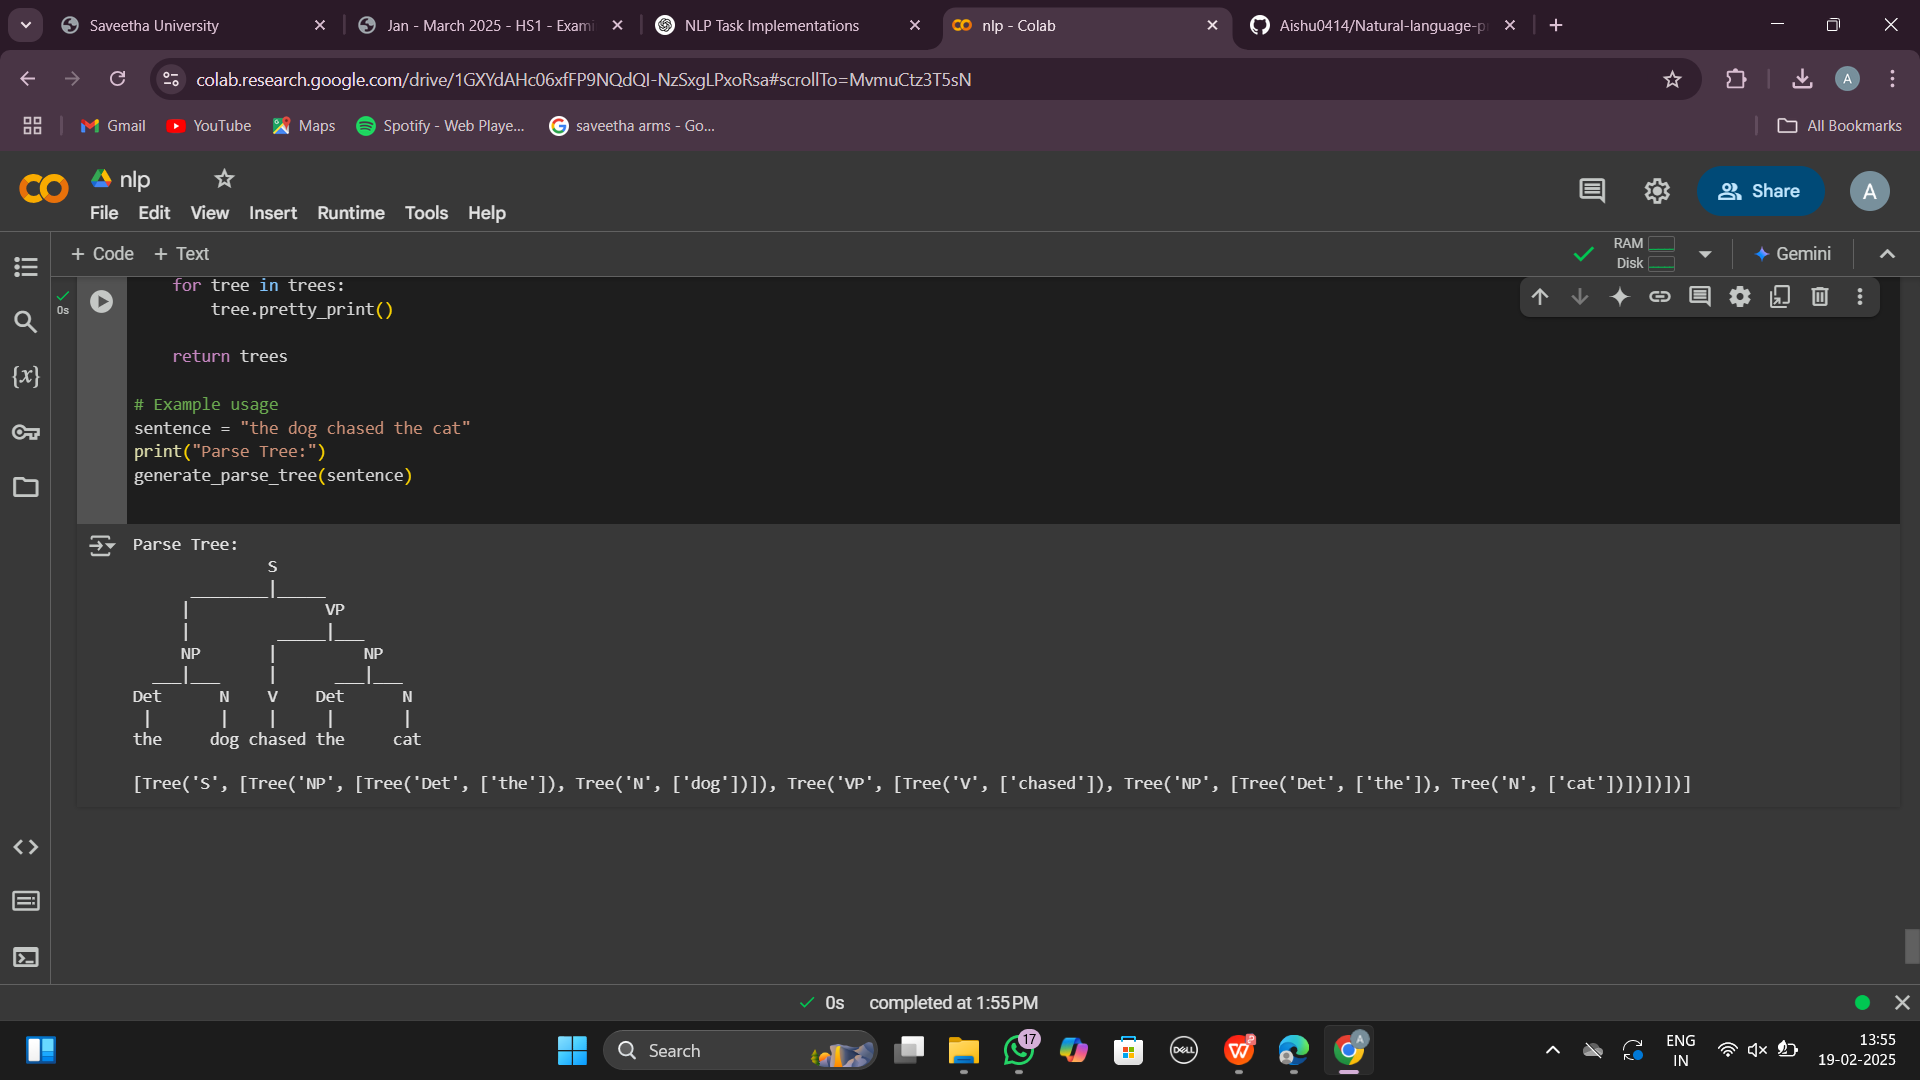 Saveetha University
Jan - March 2025 - HS1 - Exami
NLP Task Implementations
nlp - Colab
Aishu0414/Natural-language-p
colab.research.google.com/drive/1GXYdAHc06xfFP9NQdQI-NzSxgLPxoRsa#scrollTo=MvmuCtz3T5sN
A
Gmail
YouTube
Maps
Spotify - Web Playe...
saveetha arms - Go...
All Bookmarks
nlp
File Edit View Insert Runtime Tools Help
Share
A
+ Code + Text
RAM
Disk
Gemini
0s
for tree in trees:
tree.pretty_print()
return trees
# Example usage
sentence = "the dog chased the cat"
print("Parse Tree:")
generate_parse_tree(sentence)
{x}
Parse Tree:
S
________|_____
| VP
| _____|___
NP | NP
___|___ | ___|___
Det N V Det N
| | | | |
the dog chased the cat
[Tree('S', [Tree('NP', [Tree('Det', ['the']), Tree('N', ['dog'])]), Tree('VP', [Tree('V', ['chased']), Tree('NP', [Tree('Det', ['the']), Tree('N', ['cat'])])])])]
0s completed at 1:55 PM
Search
17
DELL
W
A
ENG
IN
13:55
19-02-2025